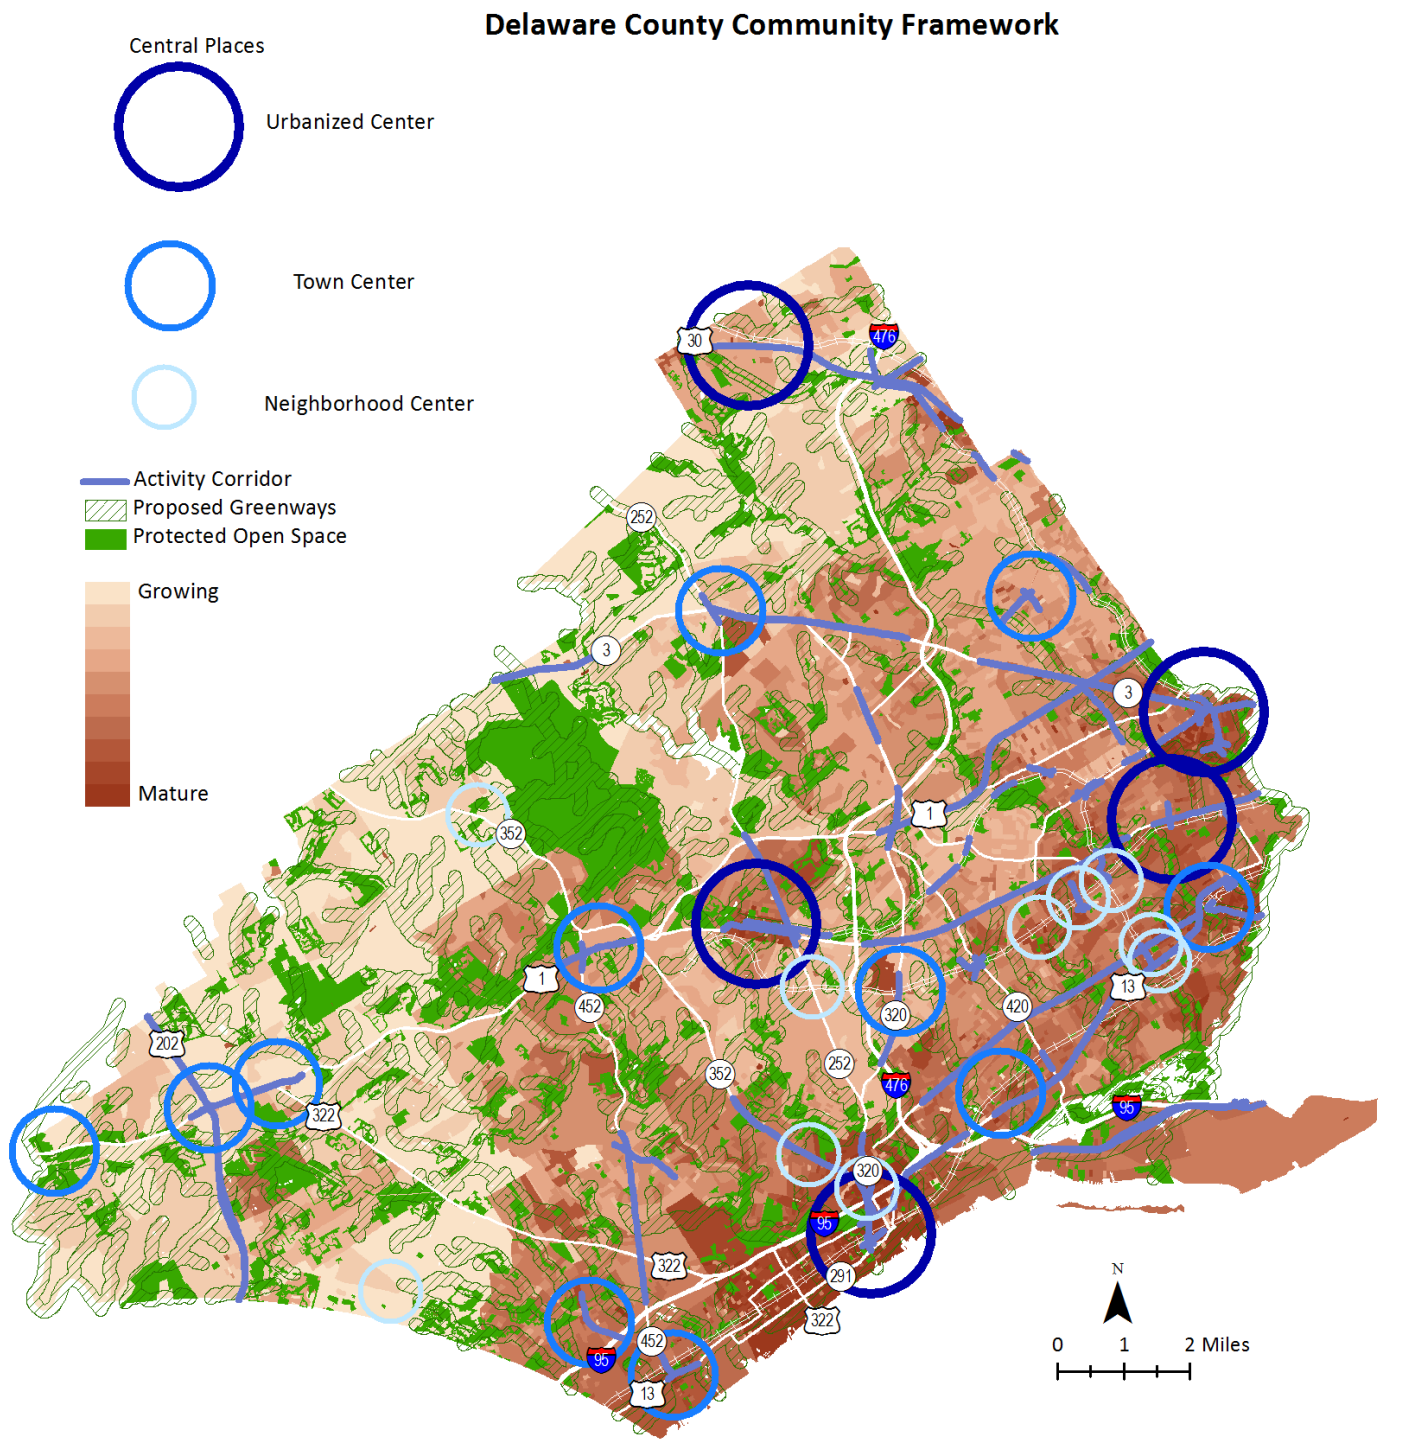 Delaware County Community Framework
Central Places
Urbanized Center
Town Center
Neighborhood Center
Activity Corridor
Proposed Greenways
Protected Open Space
Growing
Mature
30
476
252
3
3
352
1
1
452
202
322
13
420
320
352
252
476
95
320
95
322
291
322
452
95
13
N
0 1 2 Miles